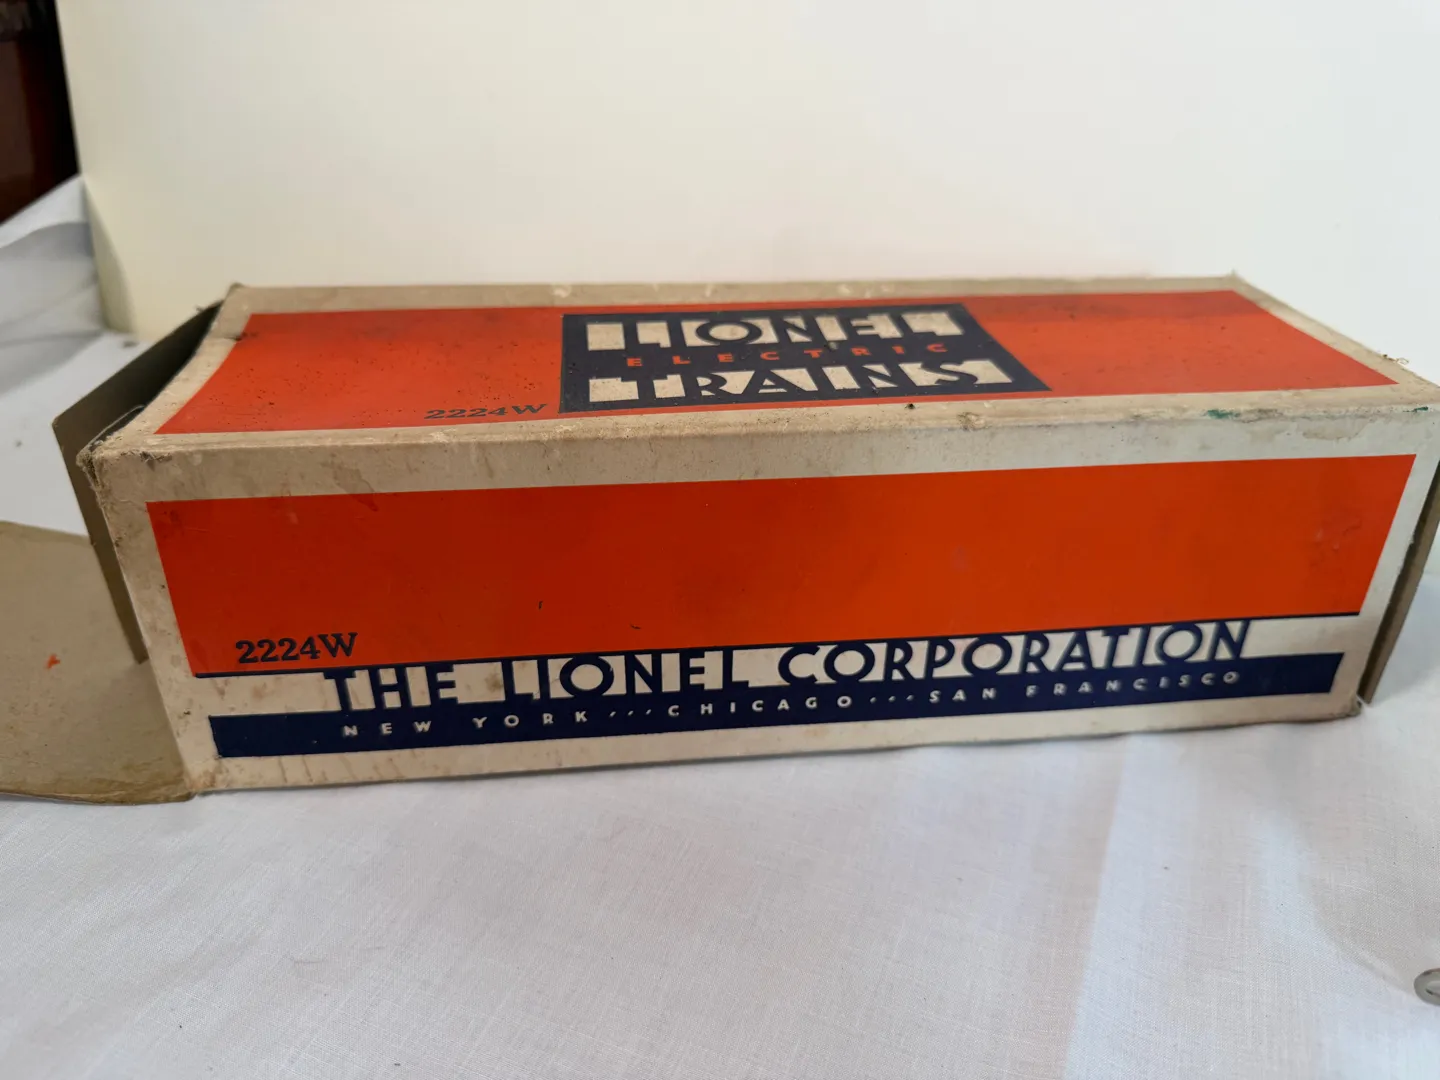 LIONEL
ELECTRIC
TRAINS
2224W
2224W
THE LIONEL CORPORATION
NEW YORK ··· CHICAGO ··· SAN FRANCISCO